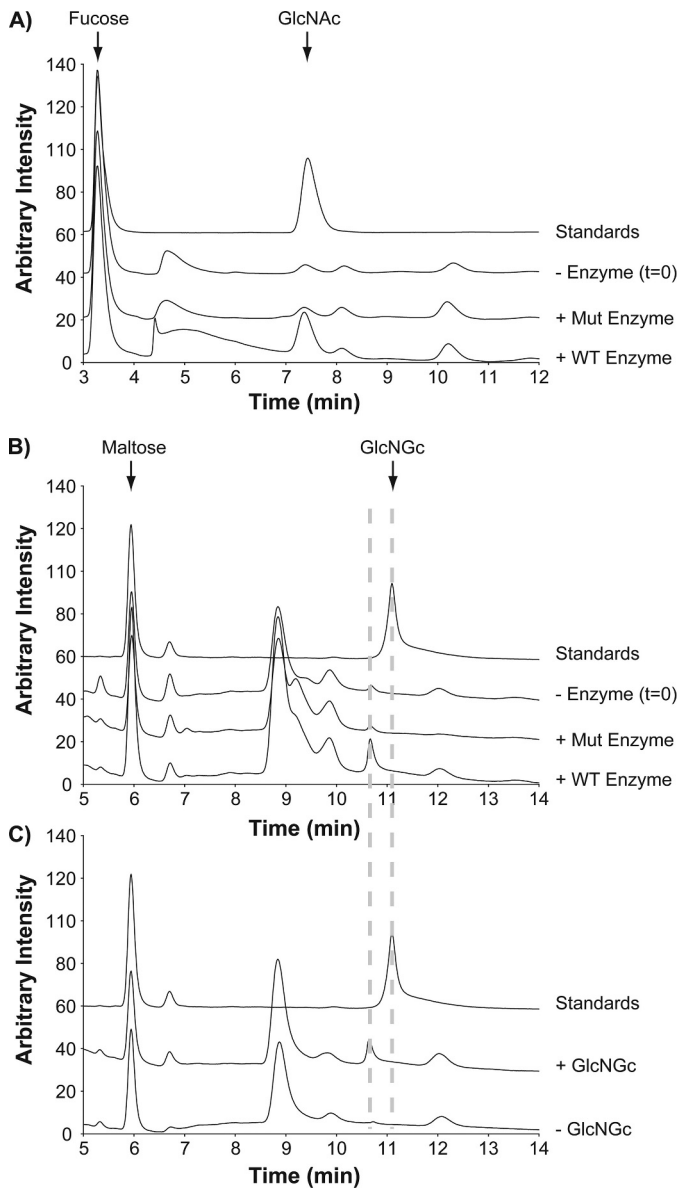 A)
Fucose
GlcNAc
140
120
110
80
60
40
20
0
Arbitrary Intensity
Standards
- Enzyme (t=0)
+ Mut Enzyme
+ WT Enzyme
3 4 5 6 7 8 9 10 11 12
Time (min)
B)
Maltose
GlcNGc
140
120
110
80
60
40
20
0
Arbitrary Intensity
Standards
- Enzyme (t=0)
+ Mut Enzyme
+ WT Enzyme
5 6 7 8 9 10 11 12 13 14
Time (min)
C)
140
120
110
80
60
40
20
0
Arbitrary Intensity
Standards
+ GlcNGc
- GlcNGc
5 6 7 8 9 10 11 12 13 14
Time (min)